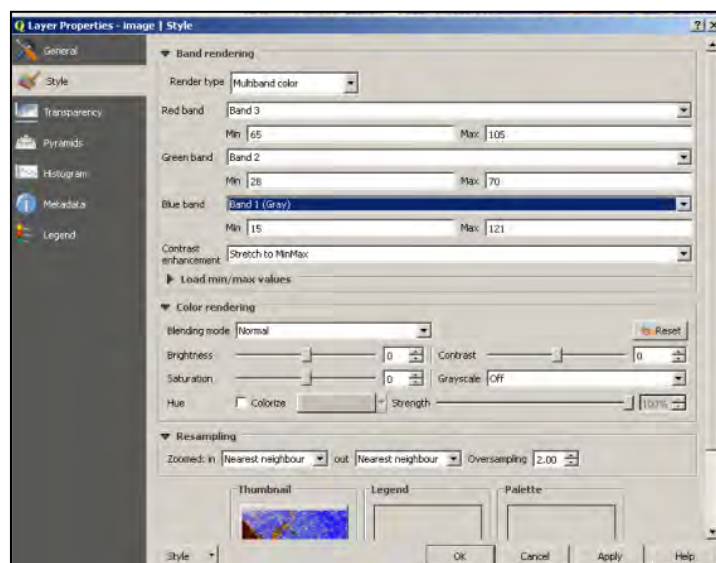 Layer Properties - image | Style
General
Style
Transparency
Pyramids
Histogram
Metadata
Legend
Band rendering
Render type Multiband color
Red band Band 3
Min 65 Max 105
Green band Band 2
Min 28 Max 70
Blue band Band 1 (Gray)
Min 15 Max 121
Contrast
enhancement Stretch to MinMax
Load min/max values
Color rendering
Blending mode Normal Reset
Brightness 0 Contrast 0
Saturation 0 Grayscale Off
Hue Colorize Strength 100%
Resampling
Zoomed: in Nearest neighbour out Nearest neighbour Oversampling 2.00
Thumbnail Legend Palette
Style OK Cancel Apply Help